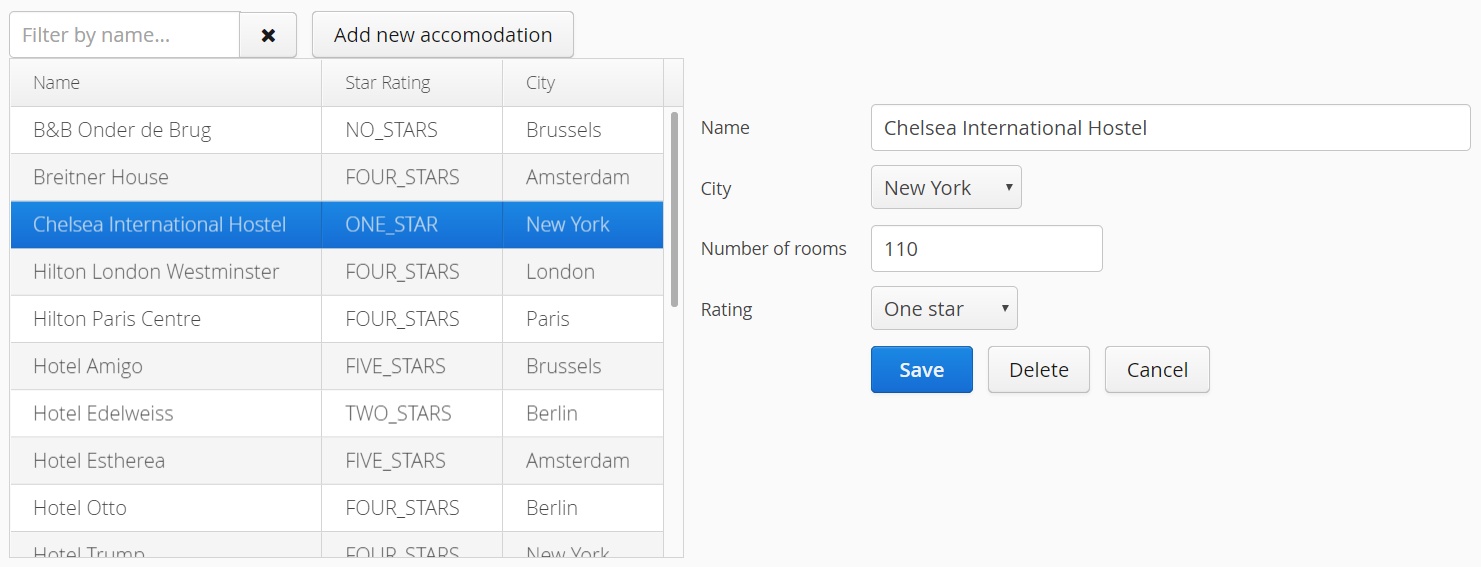 Filter by name... ✖ Add new accomodation
Name Star Rating City
B&B Onder de Brug NO_STARS Brussels
Breitner House FOUR_STARS Amsterdam
Chelsea International Hostel ONE_STAR New York
Hilton London Westminster FOUR_STARS London
Hilton Paris Centre FOUR_STARS Paris
Hotel Amigo FIVE_STARS Brussels
Hotel Edelweiss TWO_STARS Berlin
Hotel Estherea FIVE_STARS Amsterdam
Hotel Otto FOUR_STARS Berlin
Hotel Trump FOUR_STARS New York
Name Chelsea International Hostel
City New York
Number of rooms 110
Rating One star
Save Delete Cancel